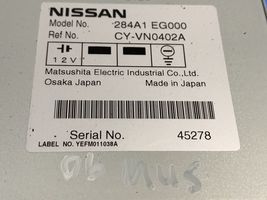 NISSAN
Model No. 284A1 EG000
Ref No. CY-VN0402A
12V
Matsushita Electric Industrial Co., Ltd.
Osaka Japan Made in Japan
Serial No. 45278
LABEL NO. YEFM011038A